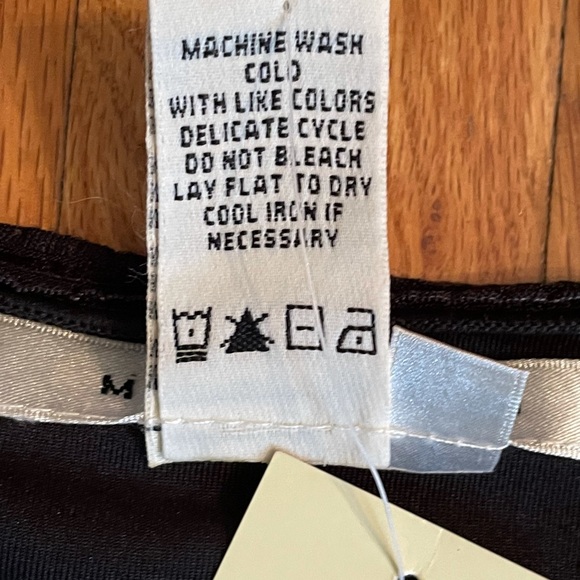 MACHINE WASH
COLD
WITH LIKE COLORS
DELICATE CYCLE
DO NOT BLEACH
LAY FLAT TO DRY
COOL IRON IF
NECESSARY
M